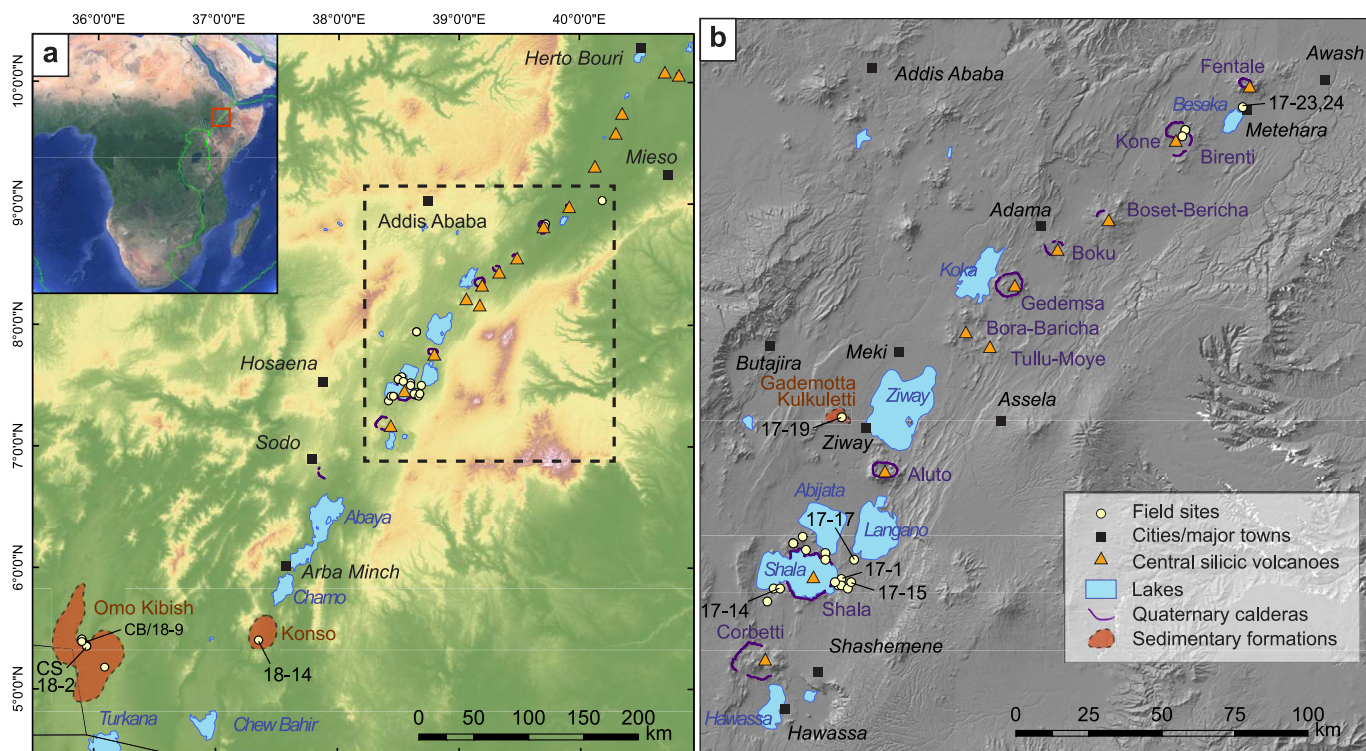 36°0'0"E
37°0'0"E
38°0'0"E
39°0'0"E
40°0'0"E
a
Herto Bouri
10°0'0"N
Mieso
9°0'0"N
Addis Ababa
8°0'0"N
Hosaena
Sodo
7°0'0"N
Abaya
6°0'0"N
Arba Minch
Chamo
Omo Kibish
CB/18-9
Konso
CS
18-2
18-14
5°0'0"N
Turkana
Chew Bahir
0 50 100 150 200
km
b
Awash
Addis Ababa
Fentale
17-23,24
Beseka
Metehara
Kone
Birenti
Adama
Boset-Bericha
Boku
Koka
Gedemsa
Bora-Baricha
Tullu-Moye
Butajira
Meki
Gademotta
Kulkuletti
Ziway
Assela
17-19
Ziway
Aluto
Abijata
17-17
Langano
Shala
17-1
17-15
17-14
Shala
Corbetti
Shashemene
Hawassa
Hawassa
Field sites
Cities/major towns
Central silicic volcanoes
Lakes
Quaternary calderas
Sedimentary formations
0 25 50 75 100
km